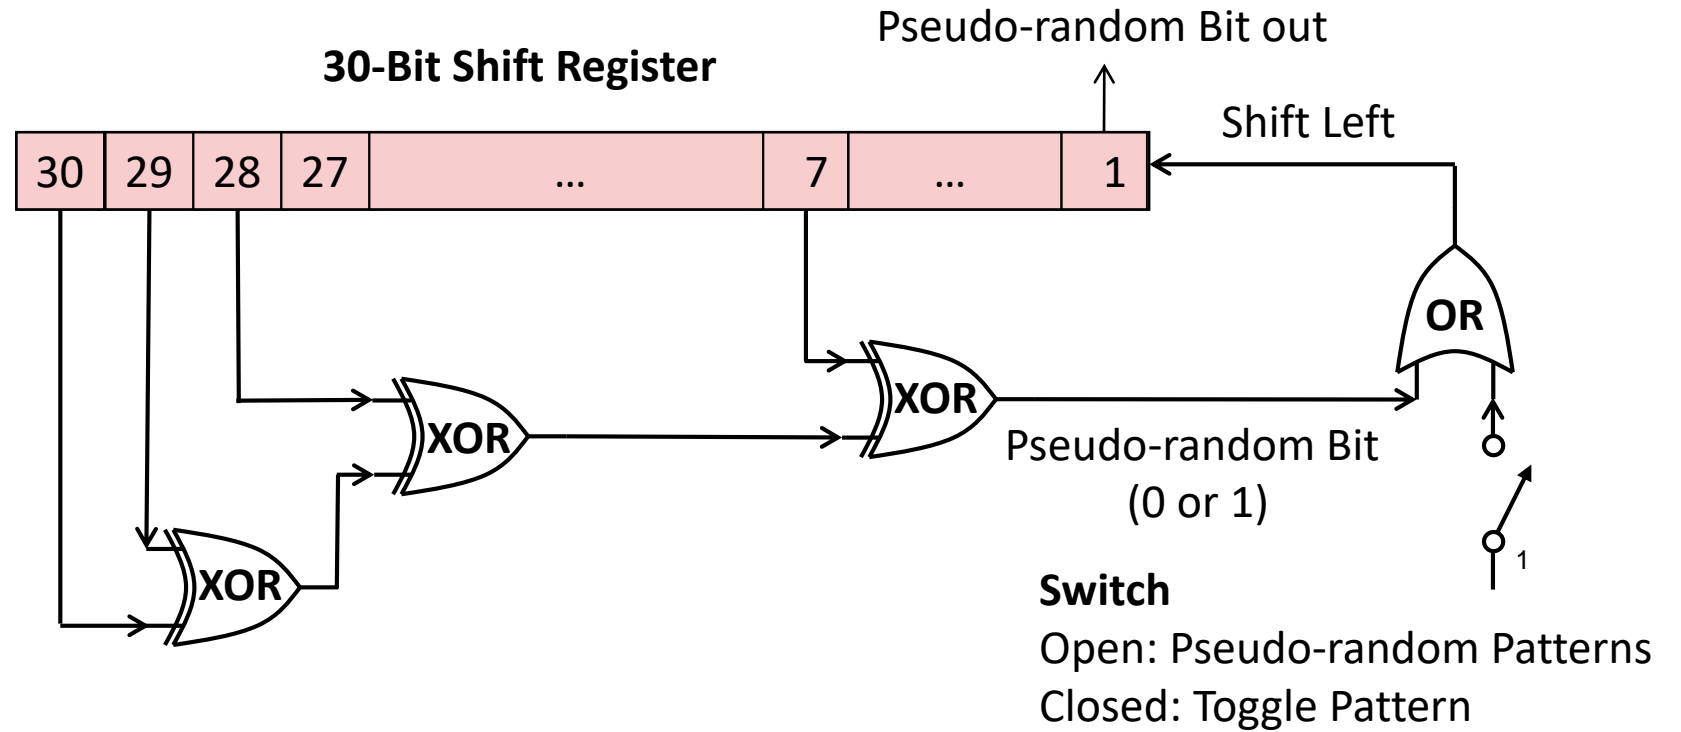 Pseudo-random Bit out
30-Bit Shift Register
Shift Left
30 29 28 27 ... 7 ... 1
OR
XOR
XOR
XOR
Pseudo-random Bit
(0 or 1)
1
Switch
Open: Pseudo-random Patterns
Closed: Toggle Pattern